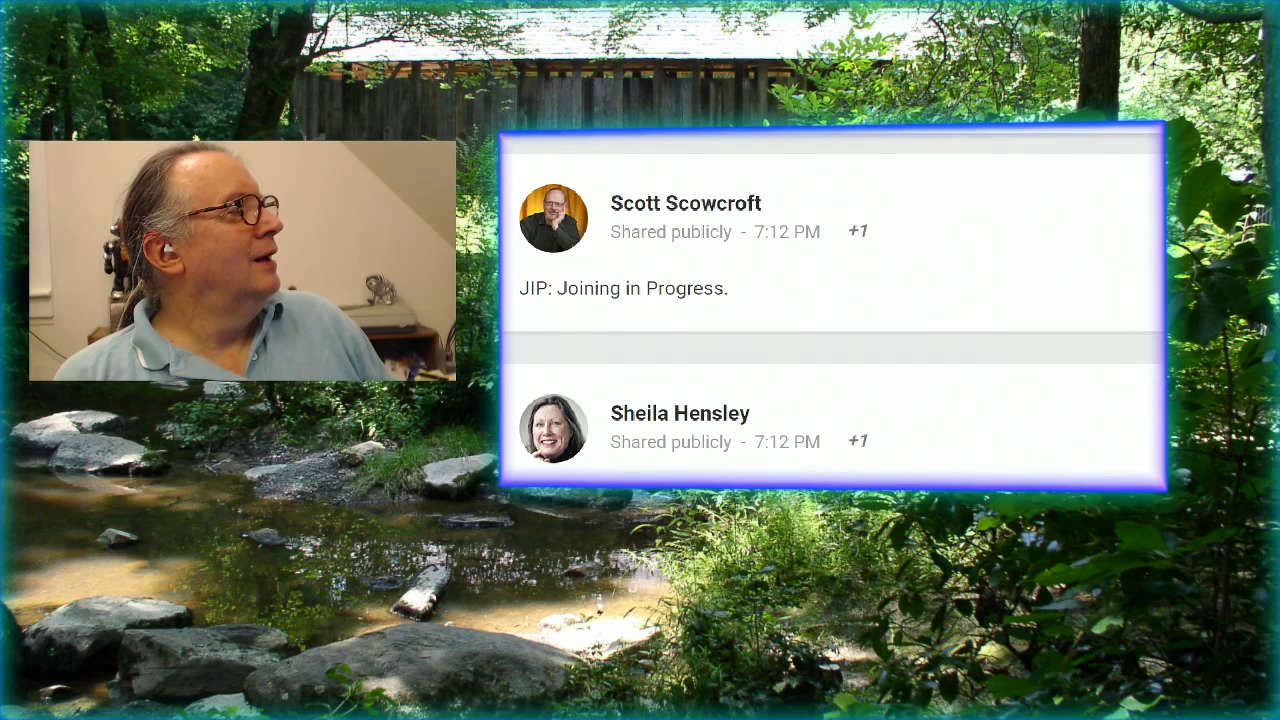 Scott Scowcroft
Shared publicly - 7:12 PM +1
JIP: Joining in Progress.
Sheila Hensley
Shared publicly - 7:12 PM +1